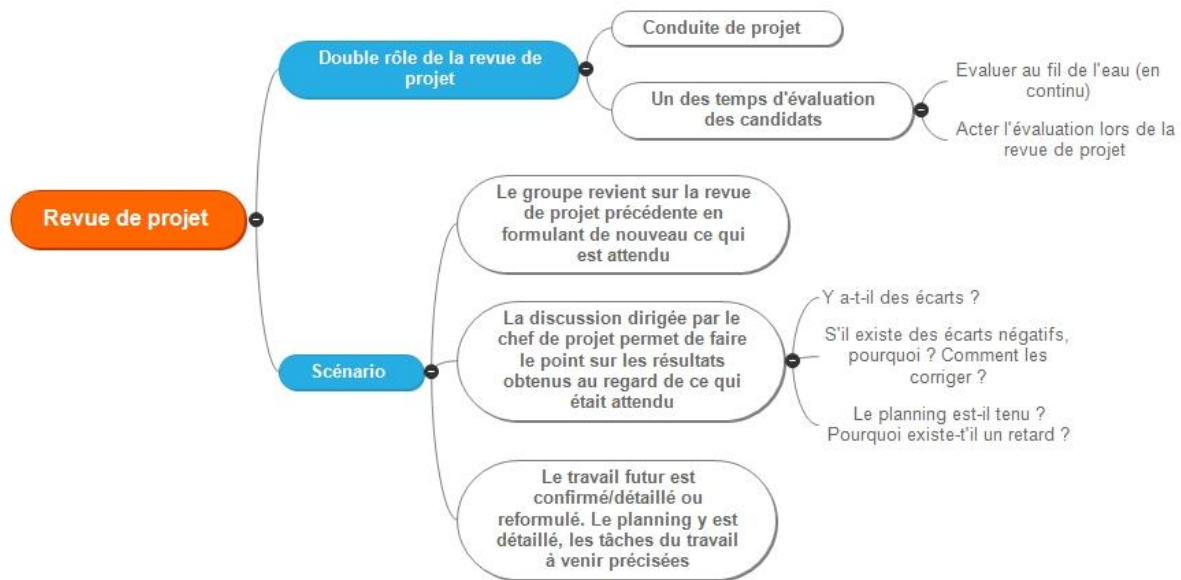 Revue de projet
Double rôle de la revue de
projet
Conduite de projet
Un des temps d'évaluation
des candidats
Evaluer au fil de l'eau (en
continu)
Acter l'évaluation lors de la
revue de projet
Scénario
Le groupe revient sur la revue
de projet précédente en
formulant de nouveau ce qui
est attendu
La discussion dirigée par le
chef de projet permet de faire
le point sur les résultats
obtenus au regard de ce qui
était attendu
Y a-t-il des écarts ?
S'il existe des écarts négatifs,
pourquoi ? Comment les
corriger ?
Le planning est-il tenu ?
Pourquoi existe-t'il un retard ?
Le travail futur est
confirmé/détaillé ou
reformulé. Le planning y est
détaillé, les tâches du travail
à venir précisées